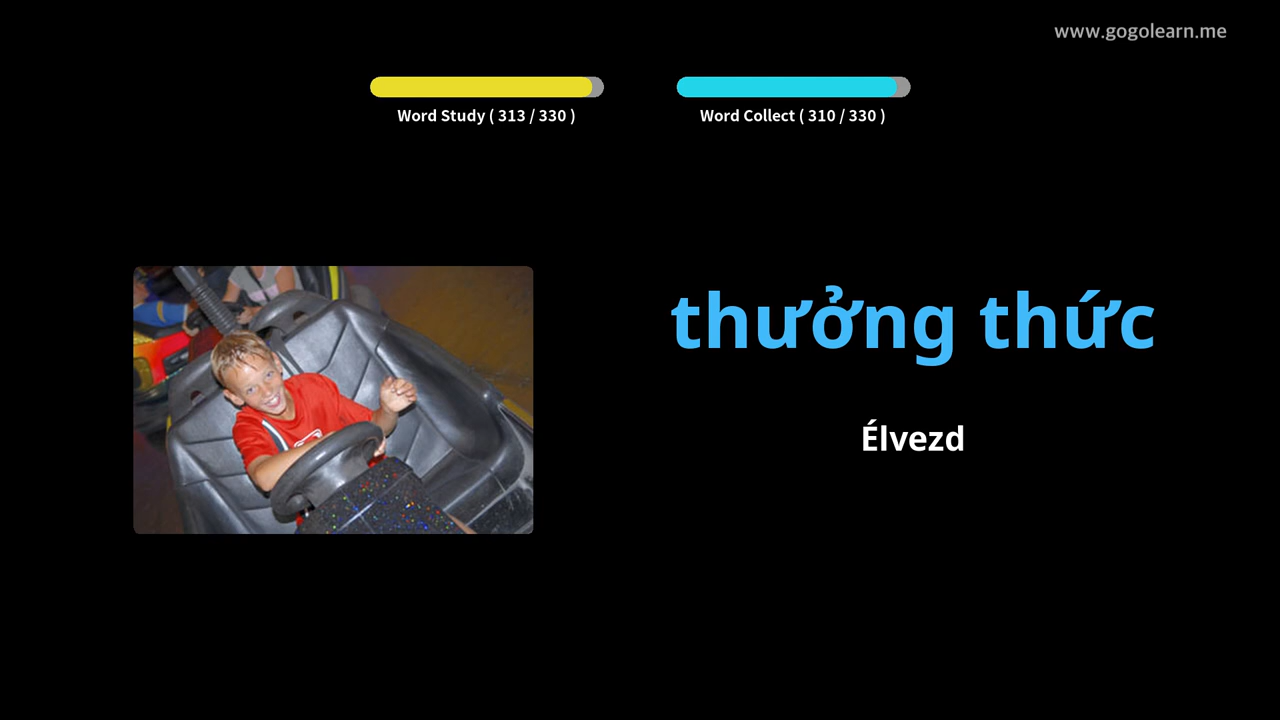 www.gogolearn.me
Word Study ( 313 / 330 )
Word Collect ( 310 / 330 )
thưởng thức
Élvezd